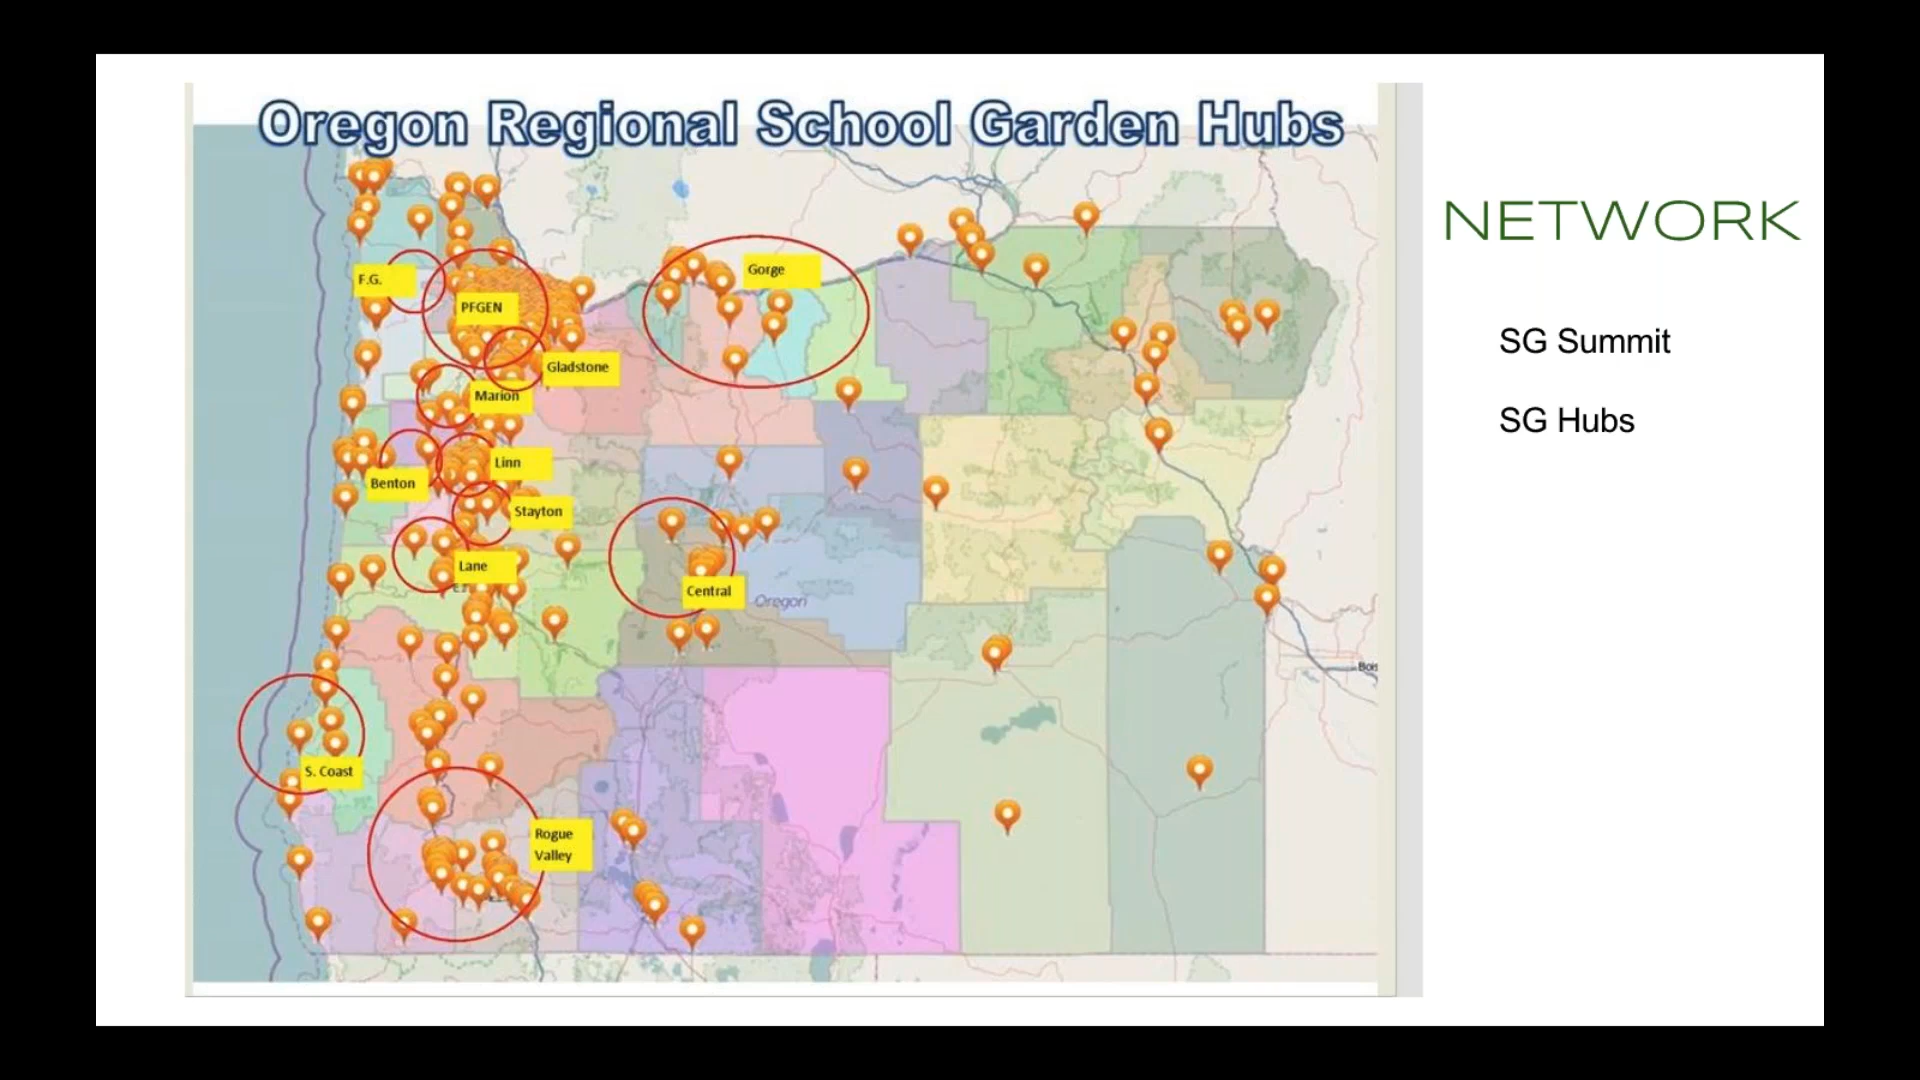 Oregon Regional School Garden Hubs
NETWORK
SG Summit
SG Hubs
F.G.
PFGEN
Gorge
Gladstone
Marion
Linn
Benton
Stayton
Lane
Central
Oregon
S. Coast
Rogue
Valley